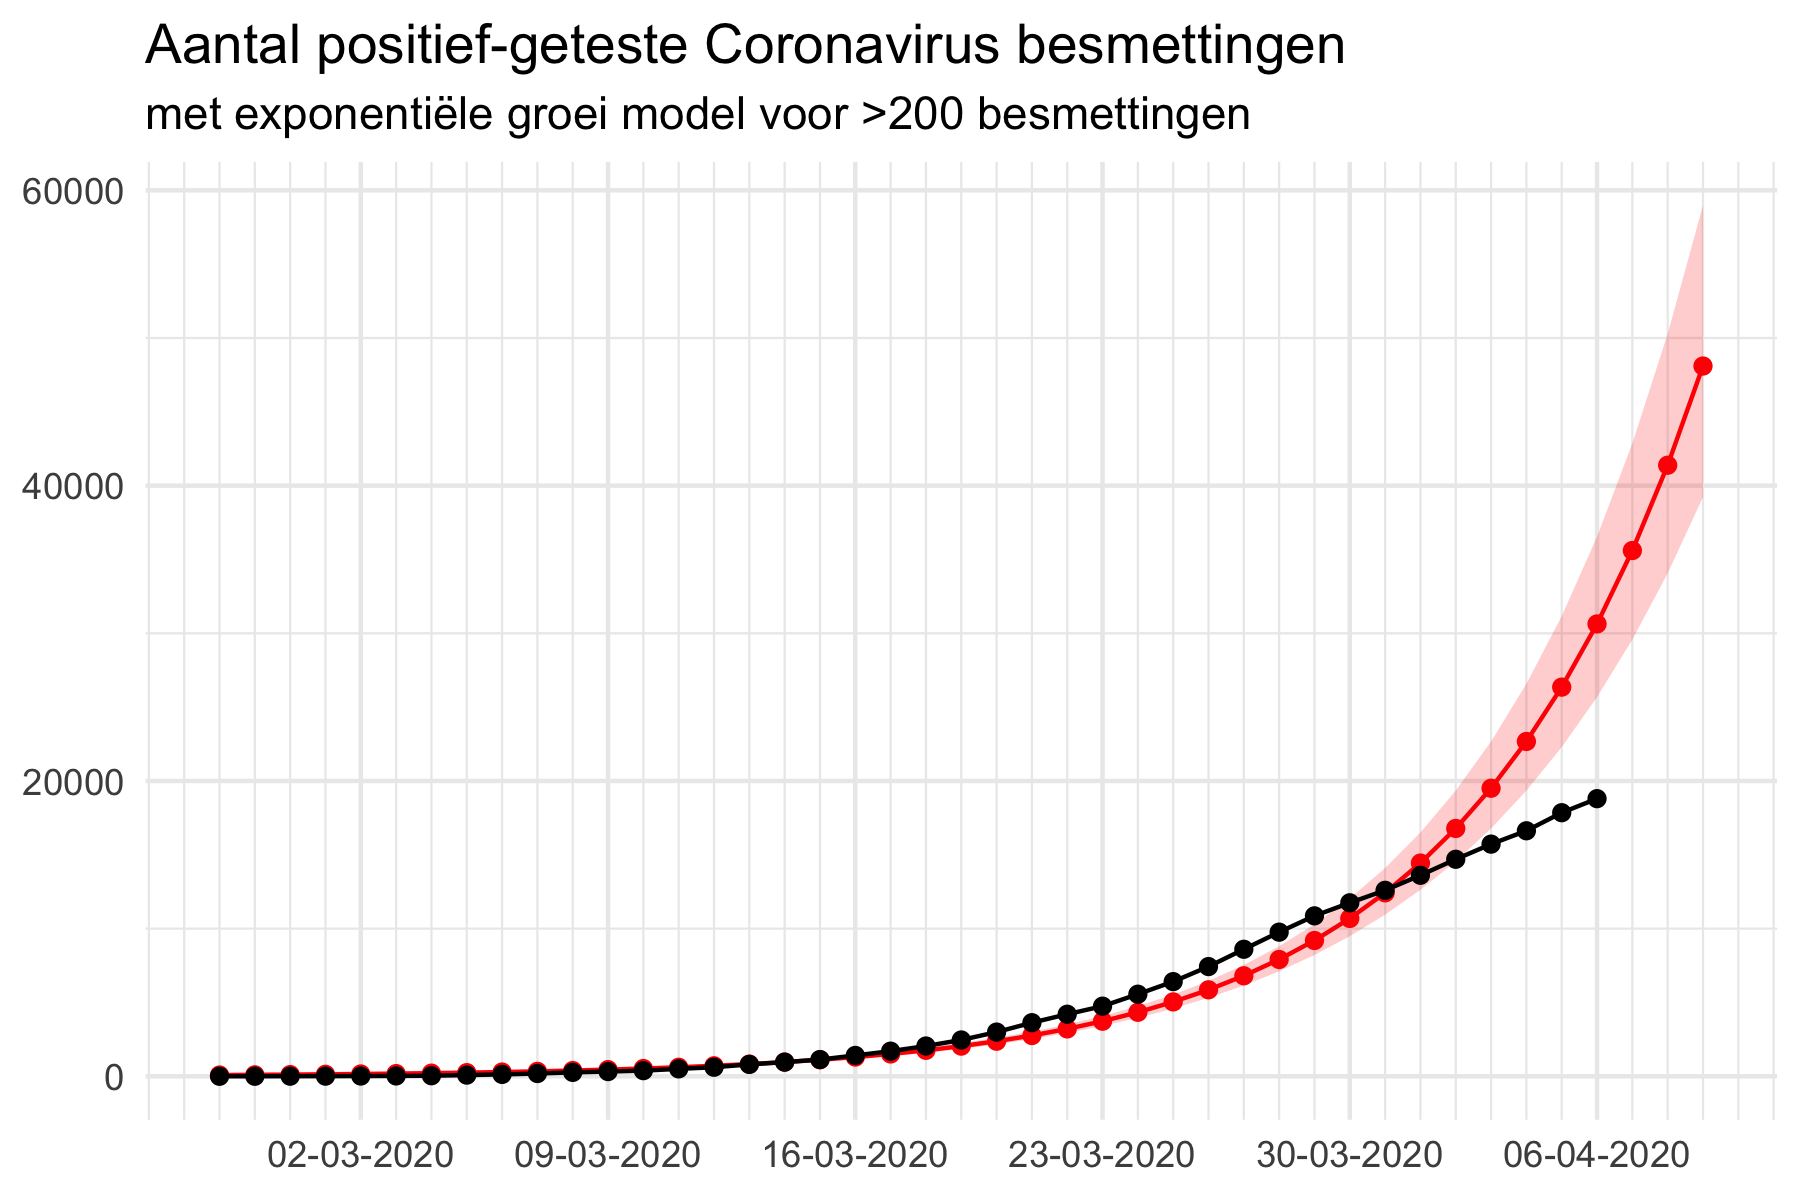 Aantal positief-geteste Coronavirus besmettingen
met exponentiële groei model voor >200 besmettingen
60000
40000
20000
0
02-03-2020 09-03-2020 16-03-2020 23-03-2020 30-03-2020 06-04-2020